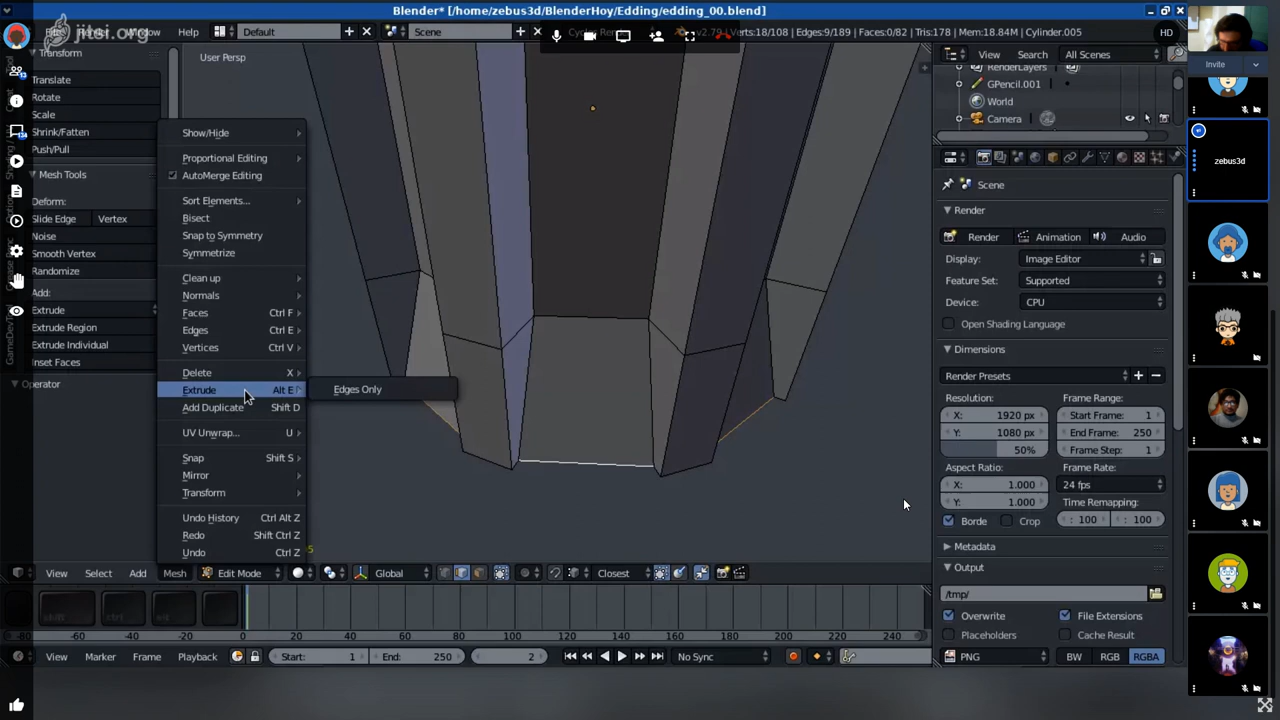 Blender* [/home/zebus3d/BlenderHoy/Edding/edding_00.blend]
jitsi.org
Help
Default
Scene
v2.79 | Verts:18/108 | Edges:9/189 | Faces:0/82 | Tris:178 | Mem:18.84M | Cylinder.005
HD
Invite
Transform
Translate
Rotate
Scale
Shrink/Fatten
Push/Pull
Mesh Tools
Deform:
Slide Edge
Vertex
Noise
Smooth Vertex
Randomize
Add:
Extrude
Extrude Region
Extrude Individual
Inset Faces
Operator
User Persp
Show/Hide
Proportional Editing
AutoMerge Editing
Sort Elements...
Bisect
Snap to Symmetry
Symmetrize
Clean up
Normals
Faces Ctrl F
Edges Ctrl E
Vertices Ctrl V
Delete X
Extrude Alt E
Add Duplicate Shift D
UV Unwrap... U
Snap Shift S
Mirror
Transform
Undo History Ctrl Alt Z
Redo Shift Ctrl Z
Undo Ctrl Z
Edges Only
View
Search
All Scenes
RenderLayers
GPencil.001
World
Camera
Scene
Render
Render
Animation
Audio
Display:
Image Editor
Feature Set:
Supported
Device:
CPU
Open Shading Language
Dimensions
Render Presets
Resolution:
Frame Range:
X: 1920 px
Start Frame: 1
Y: 1080 px
End Frame: 250
50%
Frame Step: 1
Aspect Ratio:
Frame Rate:
X: 1.000
24 fps
Y: 1.000
Time Remapping:
Borde
Crop
: 100
: 100
Metadata
Output
/tmp/
Overwrite
File Extensions
Placeholders
Cache Result
PNG
BW
RGB
RGBA
zebus3d
View
Select
Add
Mesh
Edit Mode
Global
Closest
-80
-60
-40
-20
0
20
40
60
80
100
120
140
160
180
200
220
240
View
Marker
Frame
Playback
Start: 1
End: 250
2
No Sync